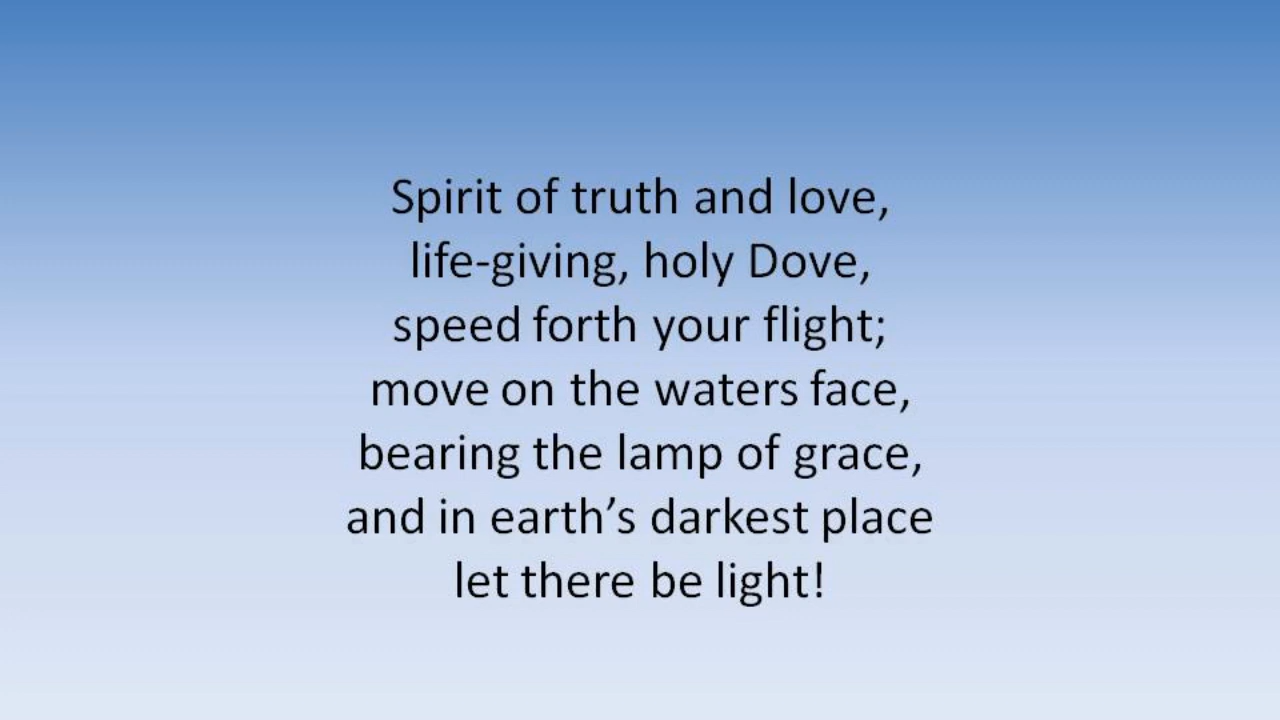 Spirit of truth and love,
life-giving, holy Dove,
speed forth your flight;
move on the waters face,
bearing the lamp of grace,
and in earth’s darkest place
let there be light!